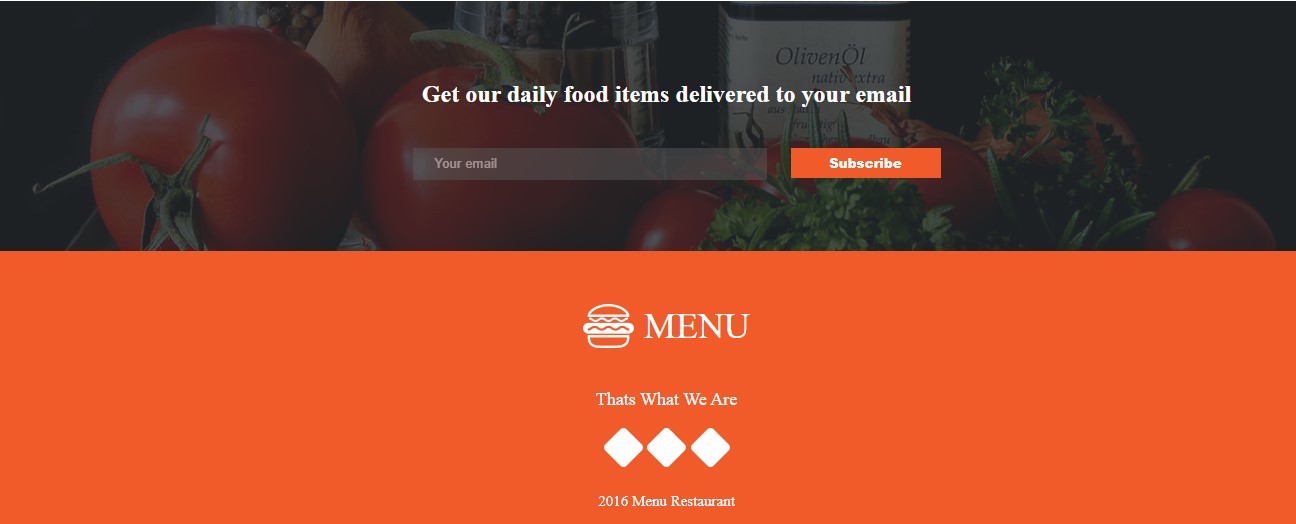 OlivenÖl
nativ extra
Get our daily food items delivered to your email
aus
Your email
Subscribe
MENU
Thats What We Are
2016 Menu Restaurant